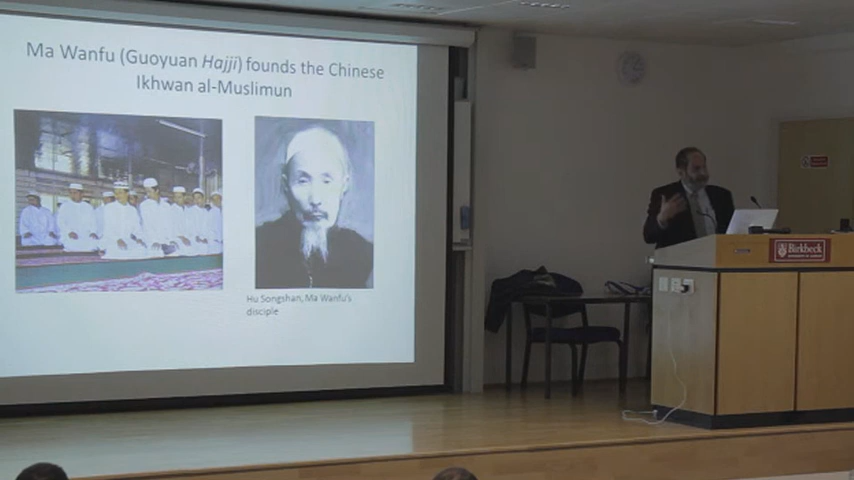 Ma Wanfu (Guoyuan Hajji) founds the Chinese
Ikhwan al-Muslimun
Hu Songshan, Ma Wanfu's
disciple
Birkbeck